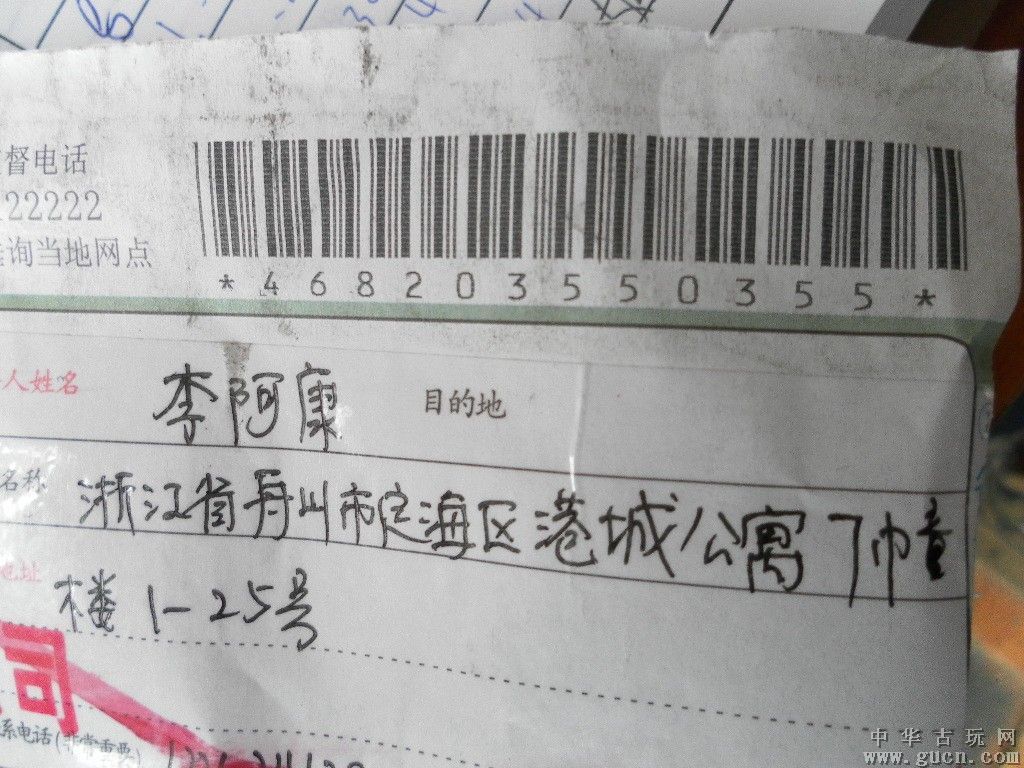 督电话
22222
询当地网点
*468203550355*
人姓名 李阿康 目的地
名称 浙江省舟山市定海区港城公寓7幢
地址 楼1-25号
司
系电话(非常重要)
中华古玩网
www.gucn.com